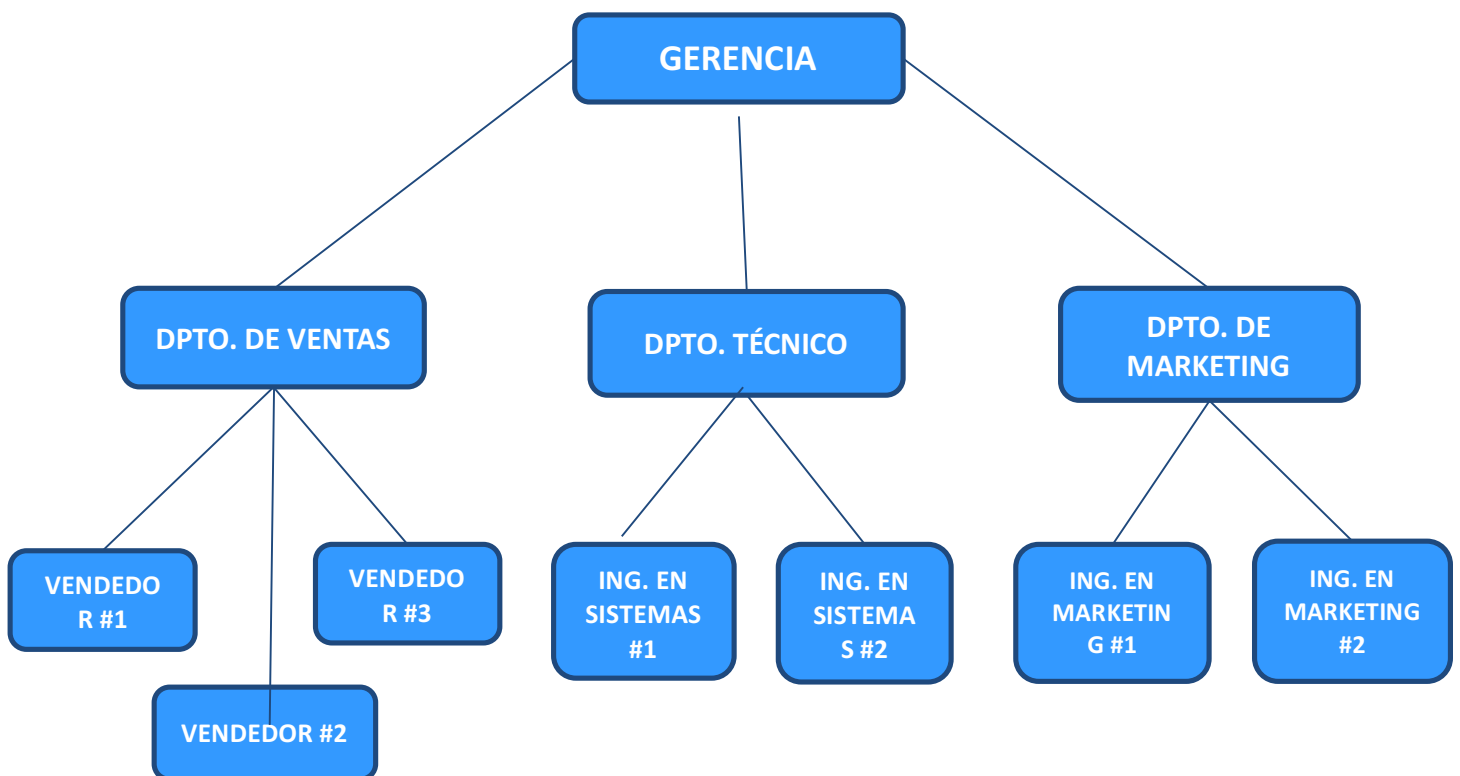 GERENCIA
DPTO. DE VENTAS
DPTO. TÉCNICO
DPTO. DE
MARKETING
VENDEDO
R #1
VENDEDOR #2
VENDEDO
R #3
ING. EN
SISTEMAS
#1
ING. EN
SISTEMA
S #2
ING. EN
MARKETIN
G #1
ING. EN
MARKETING
#2